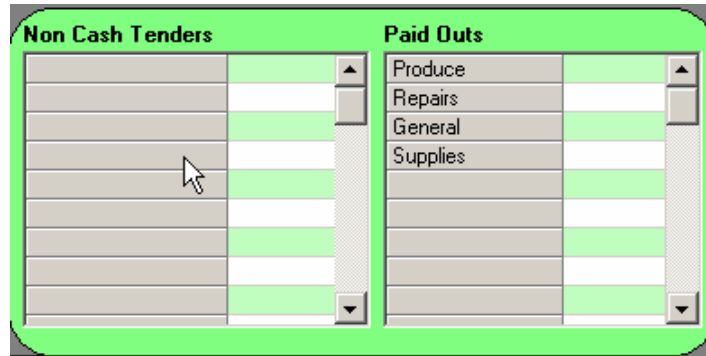 Non Cash Tenders
Paid Outs
Produce
Repairs
General
Supplies